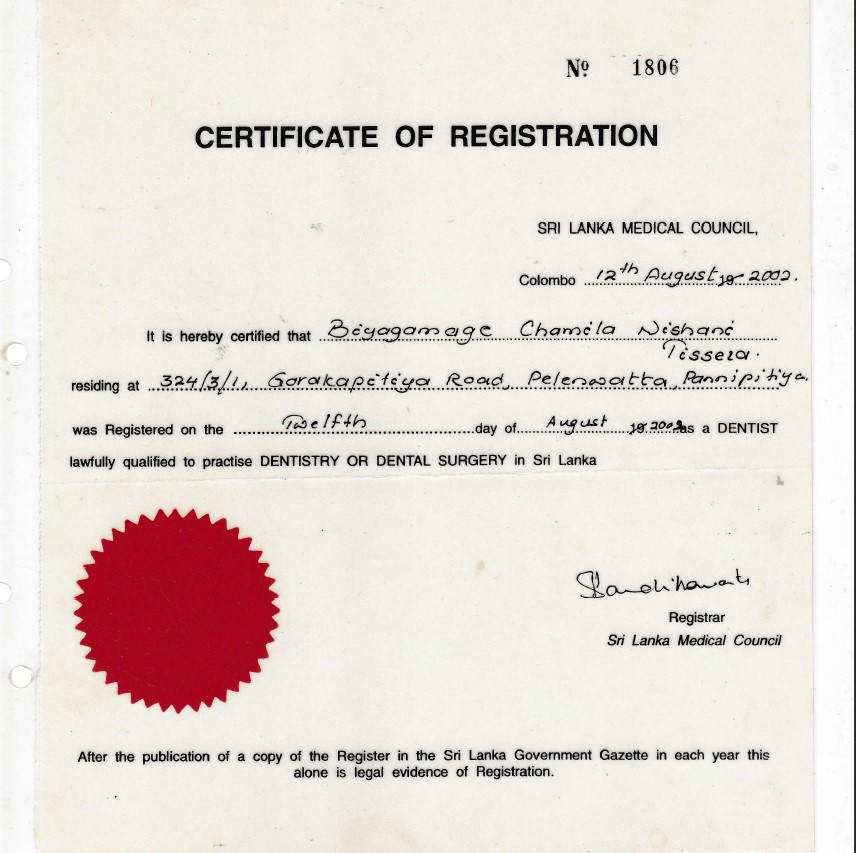 Nº 1806
CERTIFICATE OF REGISTRATION
SRI LANKA MEDICAL COUNCIL,
Colombo 12th August 19 2002.
It is hereby certified that Biyagamage Chamila Nishani
Tissera.
residing at 324/3/1, Gorakapitiya Road, Pelenwatta, Pannipitiya.
was Registered on the Twelfth day of August 19 2002 as a DENTIST
lawfully qualified to practise DENTISTRY OR DENTAL SURGERY in Sri Lanka
Registrar
Sri Lanka Medical Council
After the publication of a copy of the Register in the Sri Lanka Government Gazette in each year this
alone is legal evidence of Registration.